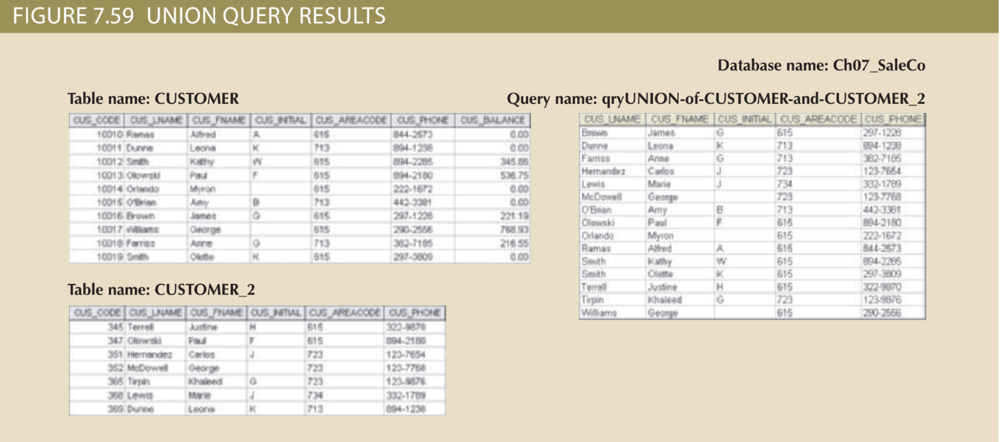 FIGURE 7.59 UNION QUERY RESULTS
Database name: Ch07_SaleCo
Table name: CUSTOMER
CUS_CODE CUS_LNAME CUS_FNAME CUS_INITIAL CUS_AREACODE CUS_PHONE CUS_BALANCE
10010 Ramas Alfred A 615 844-2573 0.00
10011 Dunne Leona K 713 894-1238 0.00
10012 Smith Kathy W 615 894-2285 345.86
10013 Olowski Paul F 615 894-2180 536.75
10014 Orlando Myron 615 222-1672 0.00
10015 O'Brian Amy B 713 442-3381 0.00
10016 Brown James G 615 297-1228 221.19
10017 Williams George 615 290-2556 768.93
10018 Farriss Anne G 713 382-7185 216.55
10019 Smith Olette K 615 297-3809 0.00
Table name: CUSTOMER_2
CUS_CODE CUS_LNAME CUS_FNAME CUS_INITIAL CUS_AREACODE CUS_PHONE
345 Terrell Justine H 615 322-9870
347 Olowski Paul F 615 894-2180
351 Hernandez Carlos J 723 123-7654
352 McDowell George 723 123-7768
365 Tirpin Khaleed G 723 123-9876
368 Lewis Marie J 734 332-1789
369 Dunne Leona K 713 894-1238
Query name: qryUNION-of-CUSTOMER-and-CUSTOMER_2
CUS_LNAME CUS_FNAME CUS_INITIAL CUS_AREACODE CUS_PHONE
Brown James G 615 297-1228
Dunne Leona K 713 894-1238
Farriss Anne G 713 382-7185
Hernandez Carlos J 723 123-7654
Lewis Marie J 734 332-1789
McDowell George 723 123-7768
O'Brian Amy B 713 442-3381
Olowski Paul F 615 894-2180
Orlando Myron 615 222-1672
Ramas Alfred A 615 844-2573
Smith Kathy W 615 894-2285
Smith Olette K 615 297-3809
Terrell Justine H 615 322-9870
Tirpin Khaleed G 723 123-9876
Williams George 615 290-2556